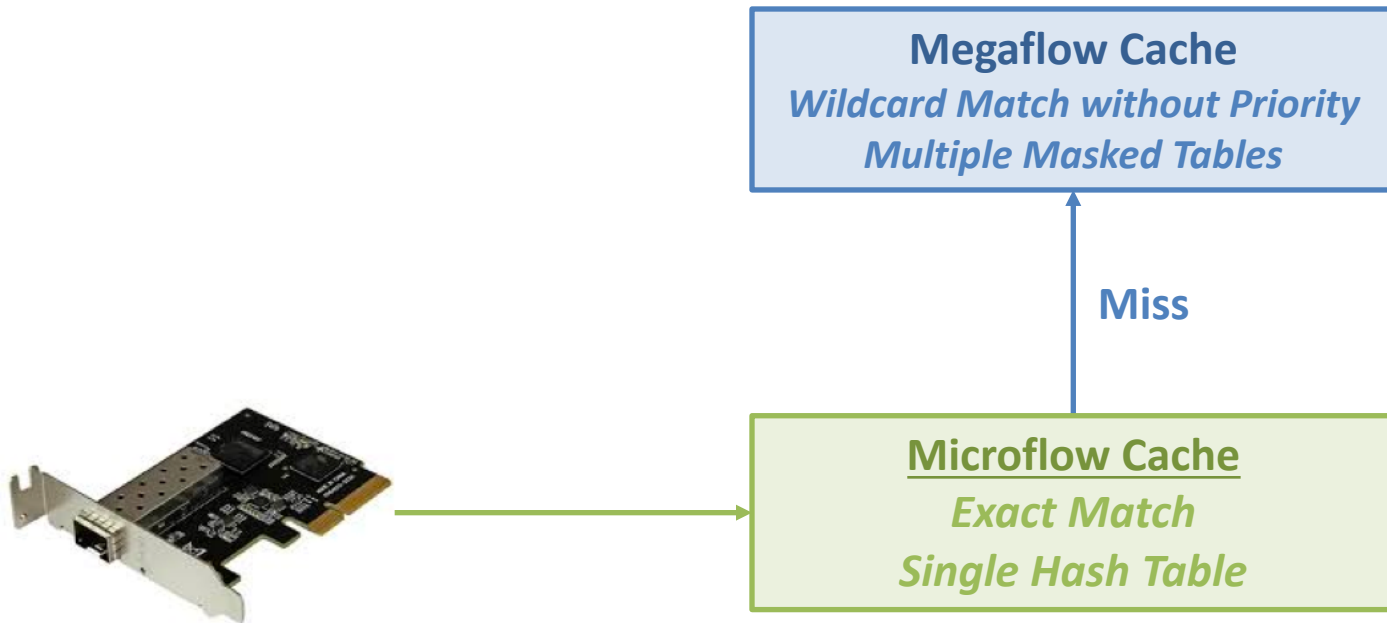 Megaflow Cache
Wildcard Match without Priority
Multiple Masked Tables
Miss
Microflow Cache
Exact Match
Single Hash Table